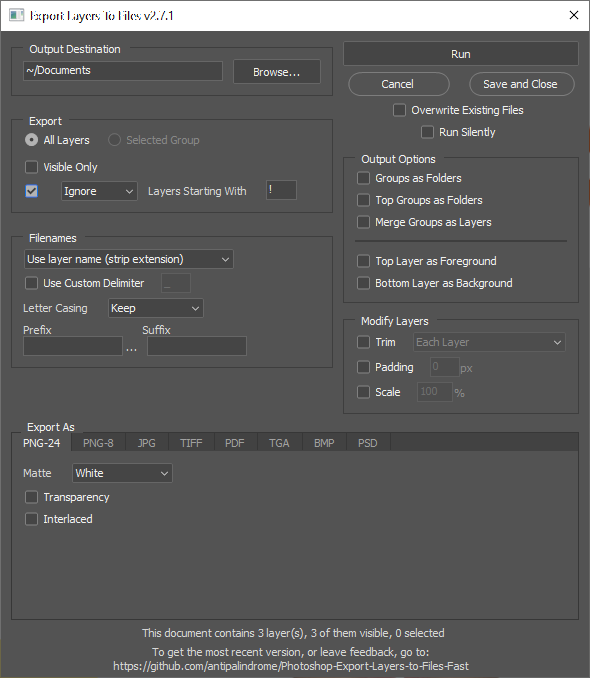 Export Layers To Files v2.7.1
Output Destination
~/Documents
Browse...
Run
Cancel
Save and Close
Overwrite Existing Files
Run Silently
Export
All Layers
Selected Group
Visible Only
Ignore
Layers Starting With
!
Output Options
Groups as Folders
Top Groups as Folders
Merge Groups as Layers
Top Layer as Foreground
Bottom Layer as Background
Filenames
Use layer name (strip extension)
Use Custom Delimiter
_
Letter Casing
Keep
Prefix
Suffix
...
Modify Layers
Trim
Each Layer
Padding
0
px
Scale
100
%
Export As
PNG-24
PNG-8
JPG
TIFF
PDF
TGA
BMP
PSD
Matte
White
Transparency
Interlaced
This document contains 3 layer(s), 3 of them visible, 0 selected
To get the most recent version, or leave feedback, go to:
https://github.com/antipalindrome/Photoshop-Export-Layers-to-Files-Fast